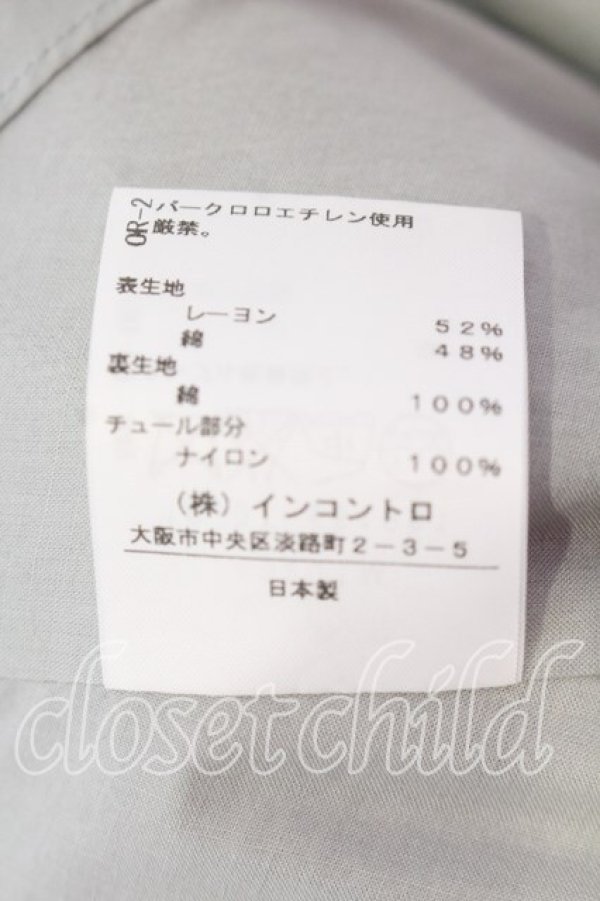 OR-2
パークロロエチレン使用
厳禁。
表生地
レーヨン 52%
綿 48%
裏生地
綿 100%
チュール部分
ナイロン 100%
(株)インコントロ
大阪市中央区淡路町2-3-5
日本製
closetchild